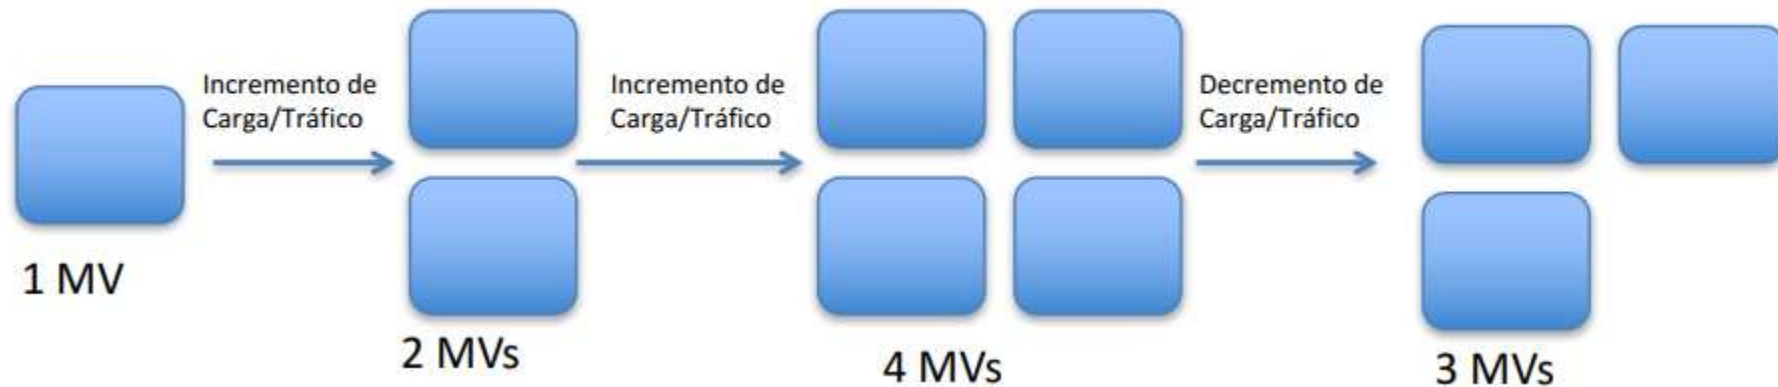 1 MV
Incremento de
Carga/Tráfico
2 MVs
Incremento de
Carga/Tráfico
4 MVs
Decremento de
Carga/Tráfico
3 MVs